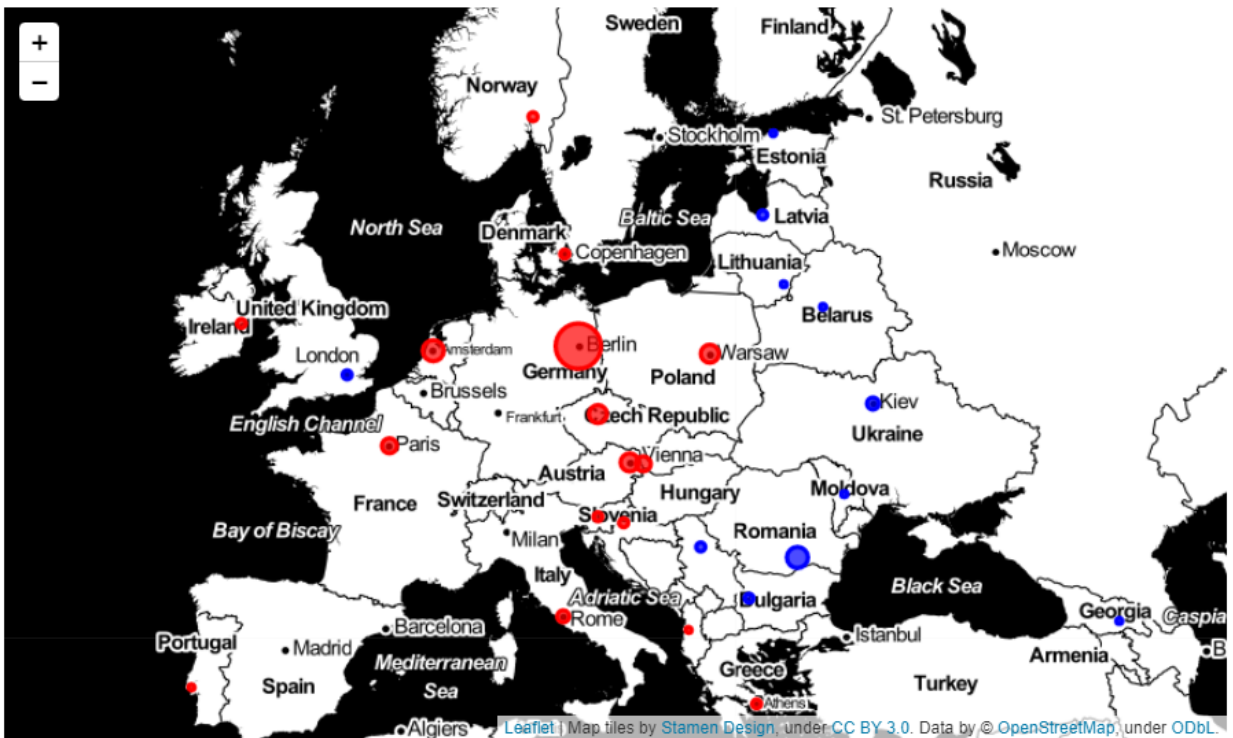 +
−
Sweden
Finland
Norway
Stockholm
St. Petersburg
Estonia
Russia
North Sea
Baltic Sea
Latvia
Denmark
Copenhagen
Moscow
Lithuania
United Kingdom
Ireland
Belarus
London
Amsterdam
Berlin
Warsaw
Germany
Poland
Brussels
Kiev
Frankfurt
Czech Republic
English Channel
Ukraine
Paris
Vienna
Austria
Moldova
Switzerland
Hungary
France
Slovenia
Bay of Biscay
Romania
Milan
Italy
Black Sea
Adriatic Sea
Bulgaria
Georgia
Caspia
Rome
Barcelona
Istanbul
Portugal
Madrid
Armenia
B
Mediterranean
Sea
Greece
Spain
Turkey
Athens
Algiers
Leaflet | Map tiles by Stamen Design, under CC BY 3.0. Data by © OpenStreetMap, under ODbL.